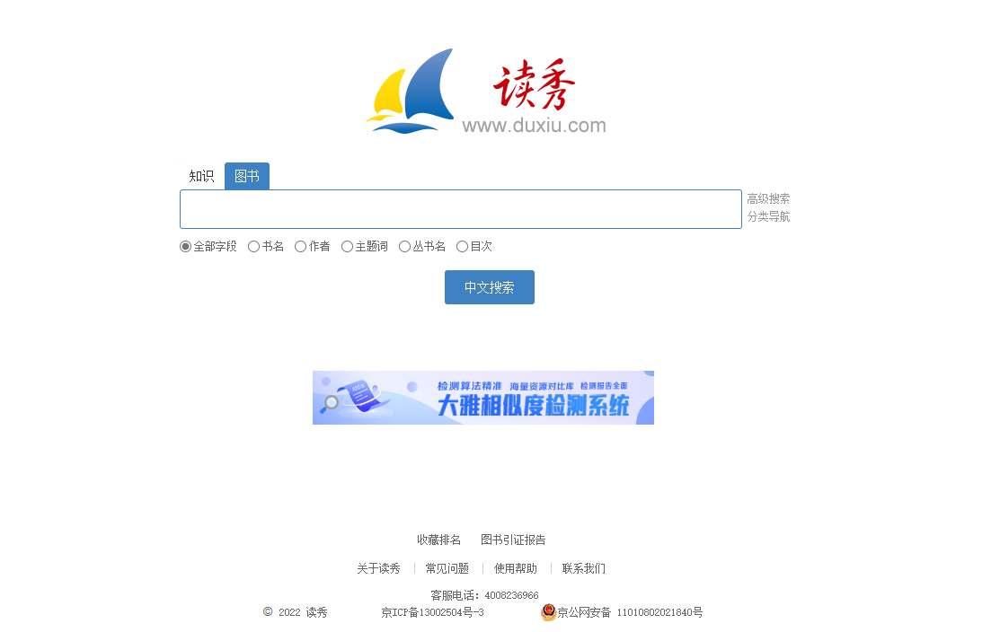 读秀
www.duxiu.com
知识 图书
高级搜索
分类导航
全部字段 书名 作者 主题词 丛书名 目次
中文搜索
100%
检测算法精准 海量资源对比库 检测报告全面
大雅相似度检测系统
收藏排名 图书引证报告
关于读秀 | 常见问题 | 使用帮助 | 联系我们
客服电话：4008236966
© 2022 读秀 京ICP备13002504号-3 京公网安备 11010802021840号